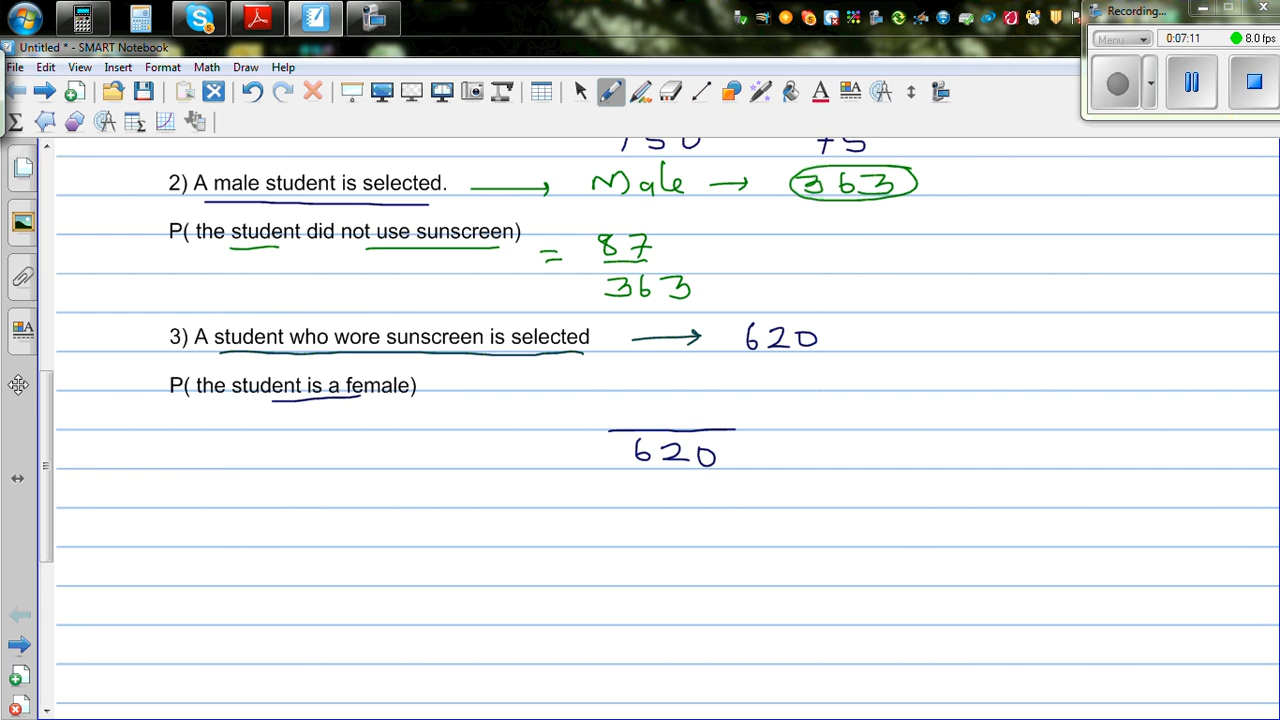 Recording...
Menu 0:07:11 8.0 fps
Untitled * - SMART Notebook
File Edit View Insert Format Math Draw Help
2) A male student is selected. Male 363
P( the student did not use sunscreen) = 87
363
3) A student who wore sunscreen is selected 620
P( the student is a female)
620